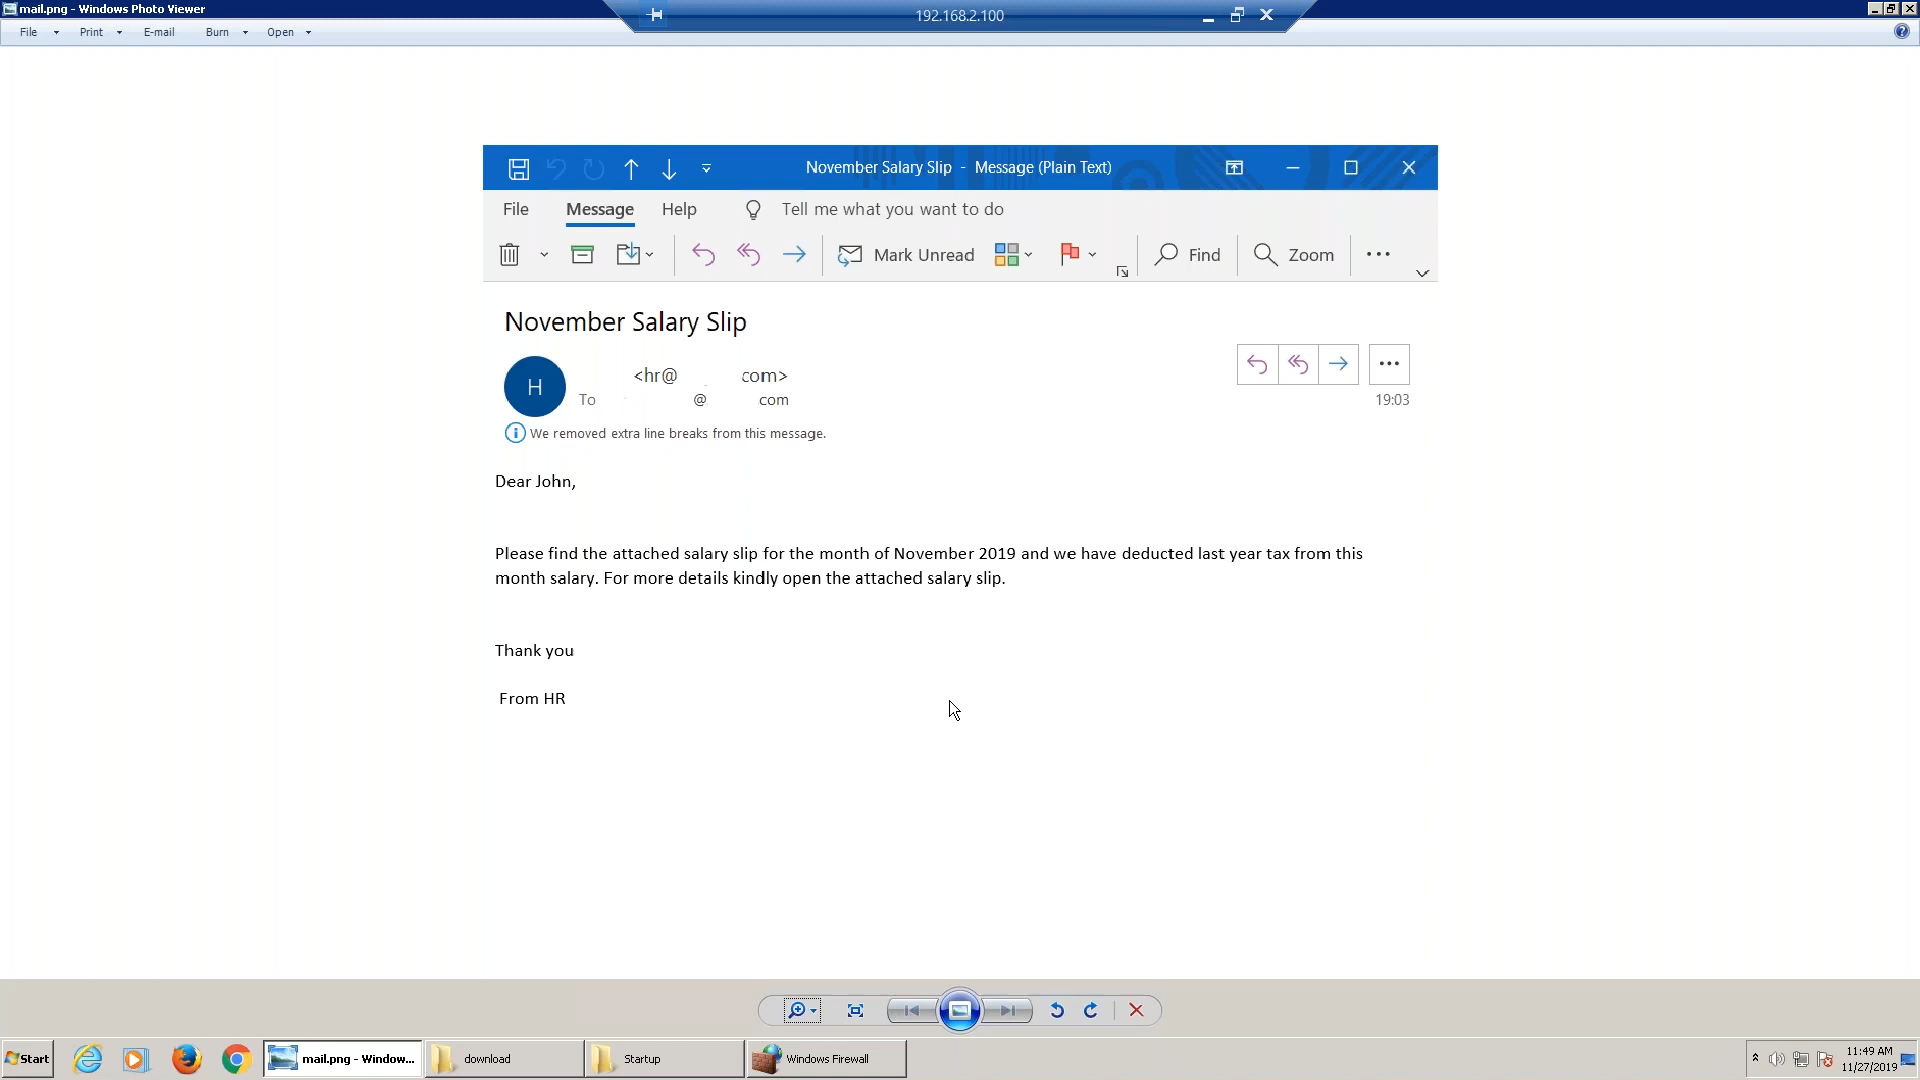 mail.png - Windows Photo Viewer
192.168.2.100
File Print E-mail Burn Open
November Salary Slip - Message (Plain Text)
File Message Help Tell me what you want to do
Mark Unread Find Zoom
November Salary Slip
H
<hr@ com>
To @ .com
19:03
We removed extra line breaks from this message.
Dear John,
Please find the attached salary slip for the month of November 2019 and we have deducted last year tax from this
month salary. For more details kindly open the attached salary slip.
Thank you
From HR
Start mail.png - Window... download Startup Windows Firewall
11:49 AM
11/27/2019